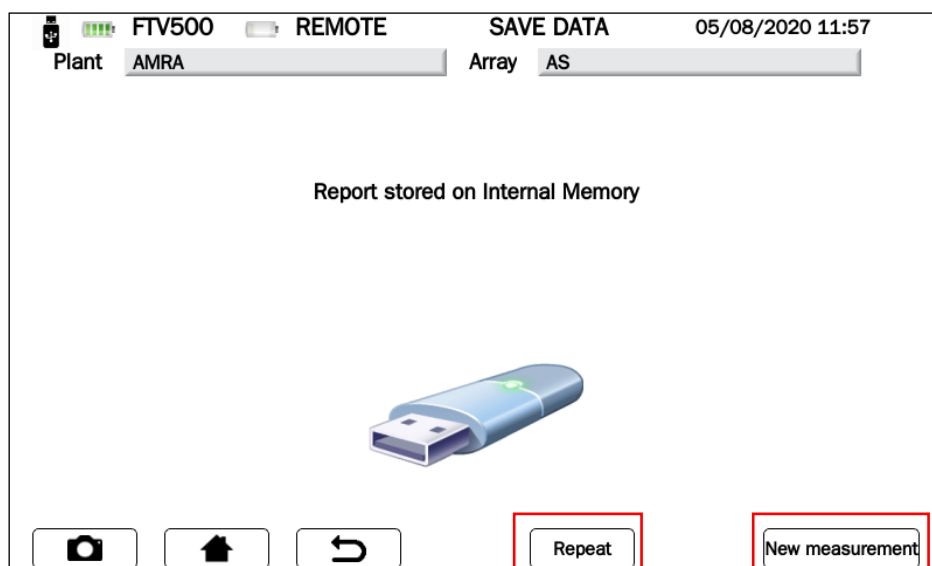 FTV500 REMOTE SAVE DATA 05/08/2020 11:57
Plant AMRA Array AS
Report stored on Internal Memory
Repeat New measurement